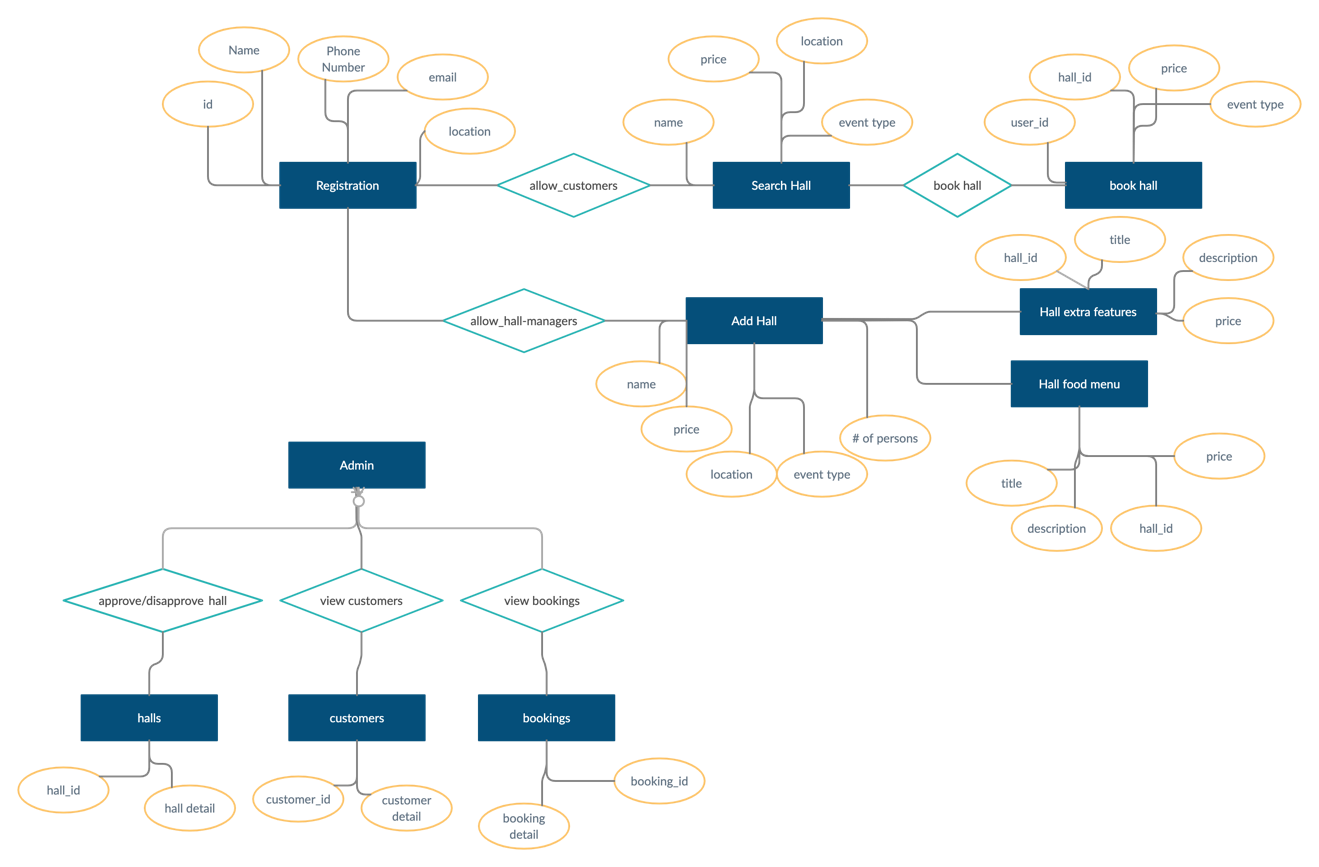 Name
Phone
Number
email
id
location
Registration
allow_customers
price
location
name
event type
Search Hall
book hall
hall_id
price
event type
user_id
book hall
allow_hall-managers
Add Hall
name
price
location
event type
# of persons
hall_id
title
description
Hall extra features
price
Hall food menu
price
title
description
hall_id
Admin
approve/disapprove hall
view customers
view bookings
halls
customers
bookings
hall_id
hall detail
customer_id
customer
detail
booking_id
booking
detail